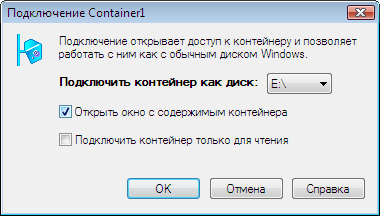 Подключение Container1
Подключение открывает доступ к контейнеру и позволяет
работать с ним как с обычным диском Windows.
Подключить контейнер как диск: E:\
Открыть окно с содержимым контейнера
Подключить контейнер только для чтения
OK Отмена Справка